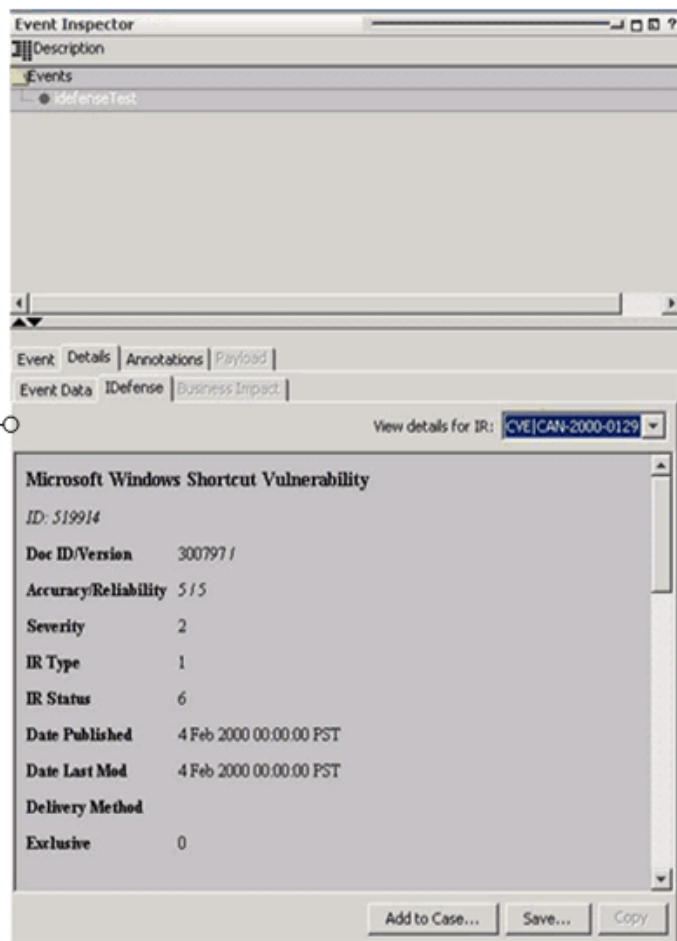 Event Inspector ?
Description
Events
idefenseTest
Event Details Annotations Payload
Event Data IDefense Business Impact
View details for IR: CVE|CAN-2000-0129
Microsoft Windows Shortcut Vulnerability
ID: 519914
Doc ID/Version 300797 /
Accuracy/Reliability 5 / 5
Severity 2
IR Type 1
IR Status 6
Date Published 4 Feb 2000 00:00:00 PST
Date Last Mod 4 Feb 2000 00:00:00 PST
Delivery Method
Exclusive 0
Add to Case... Save... Copy